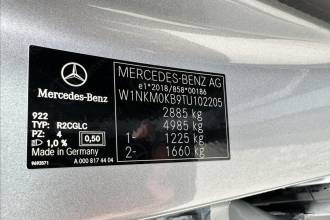 Mercedes-Benz
MERCEDES-BENZ AG
e1*2018/858*00186
W1NKM0KB9TU102205
2885 kg
4985 kg
1- 1225 kg
2- 1660 kg
922
TYP: R2CGLC
PZ: 4
1,0 % 0,50
Made in Germany
A 000 817 44 04